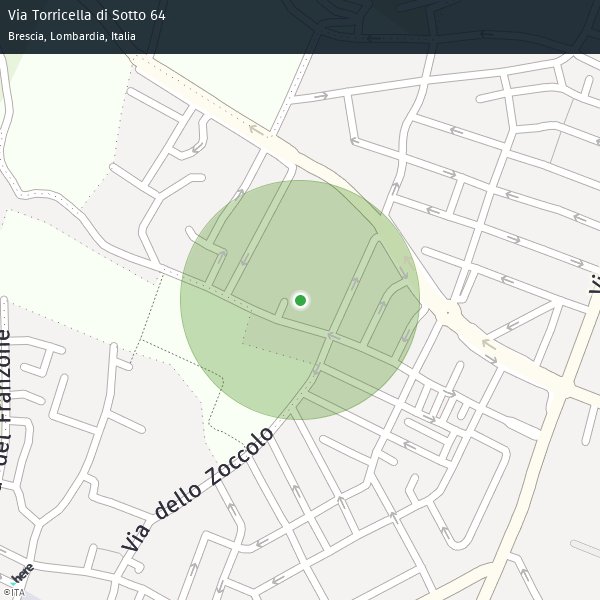 Via Torricella di Sotto 64
Brescia, Lombardia, Italia
Via dello Zoccolo
del Franzone
Vi
here
©ITA